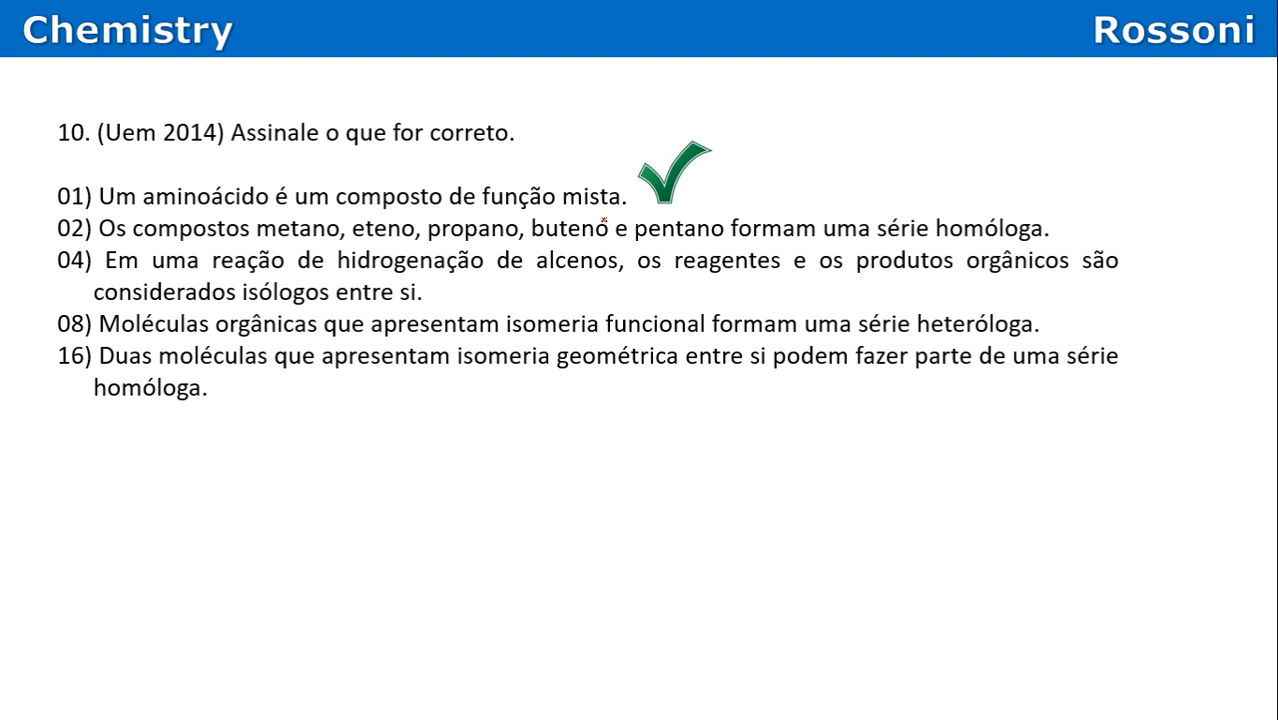 Chemistry
Rossoni
10. (Uem 2014) Assinale o que for correto.
01) Um aminoácido é um composto de função mista.
02) Os compostos metano, eteno, propano, buteno e pentano formam uma série homóloga.
04) Em uma reação de hidrogenação de alcenos, os reagentes e os produtos orgânicos são
considerados isólogos entre si.
08) Moléculas orgânicas que apresentam isomeria funcional formam uma série heteróloga.
16) Duas moléculas que apresentam isomeria geométrica entre si podem fazer parte de uma série
homóloga.